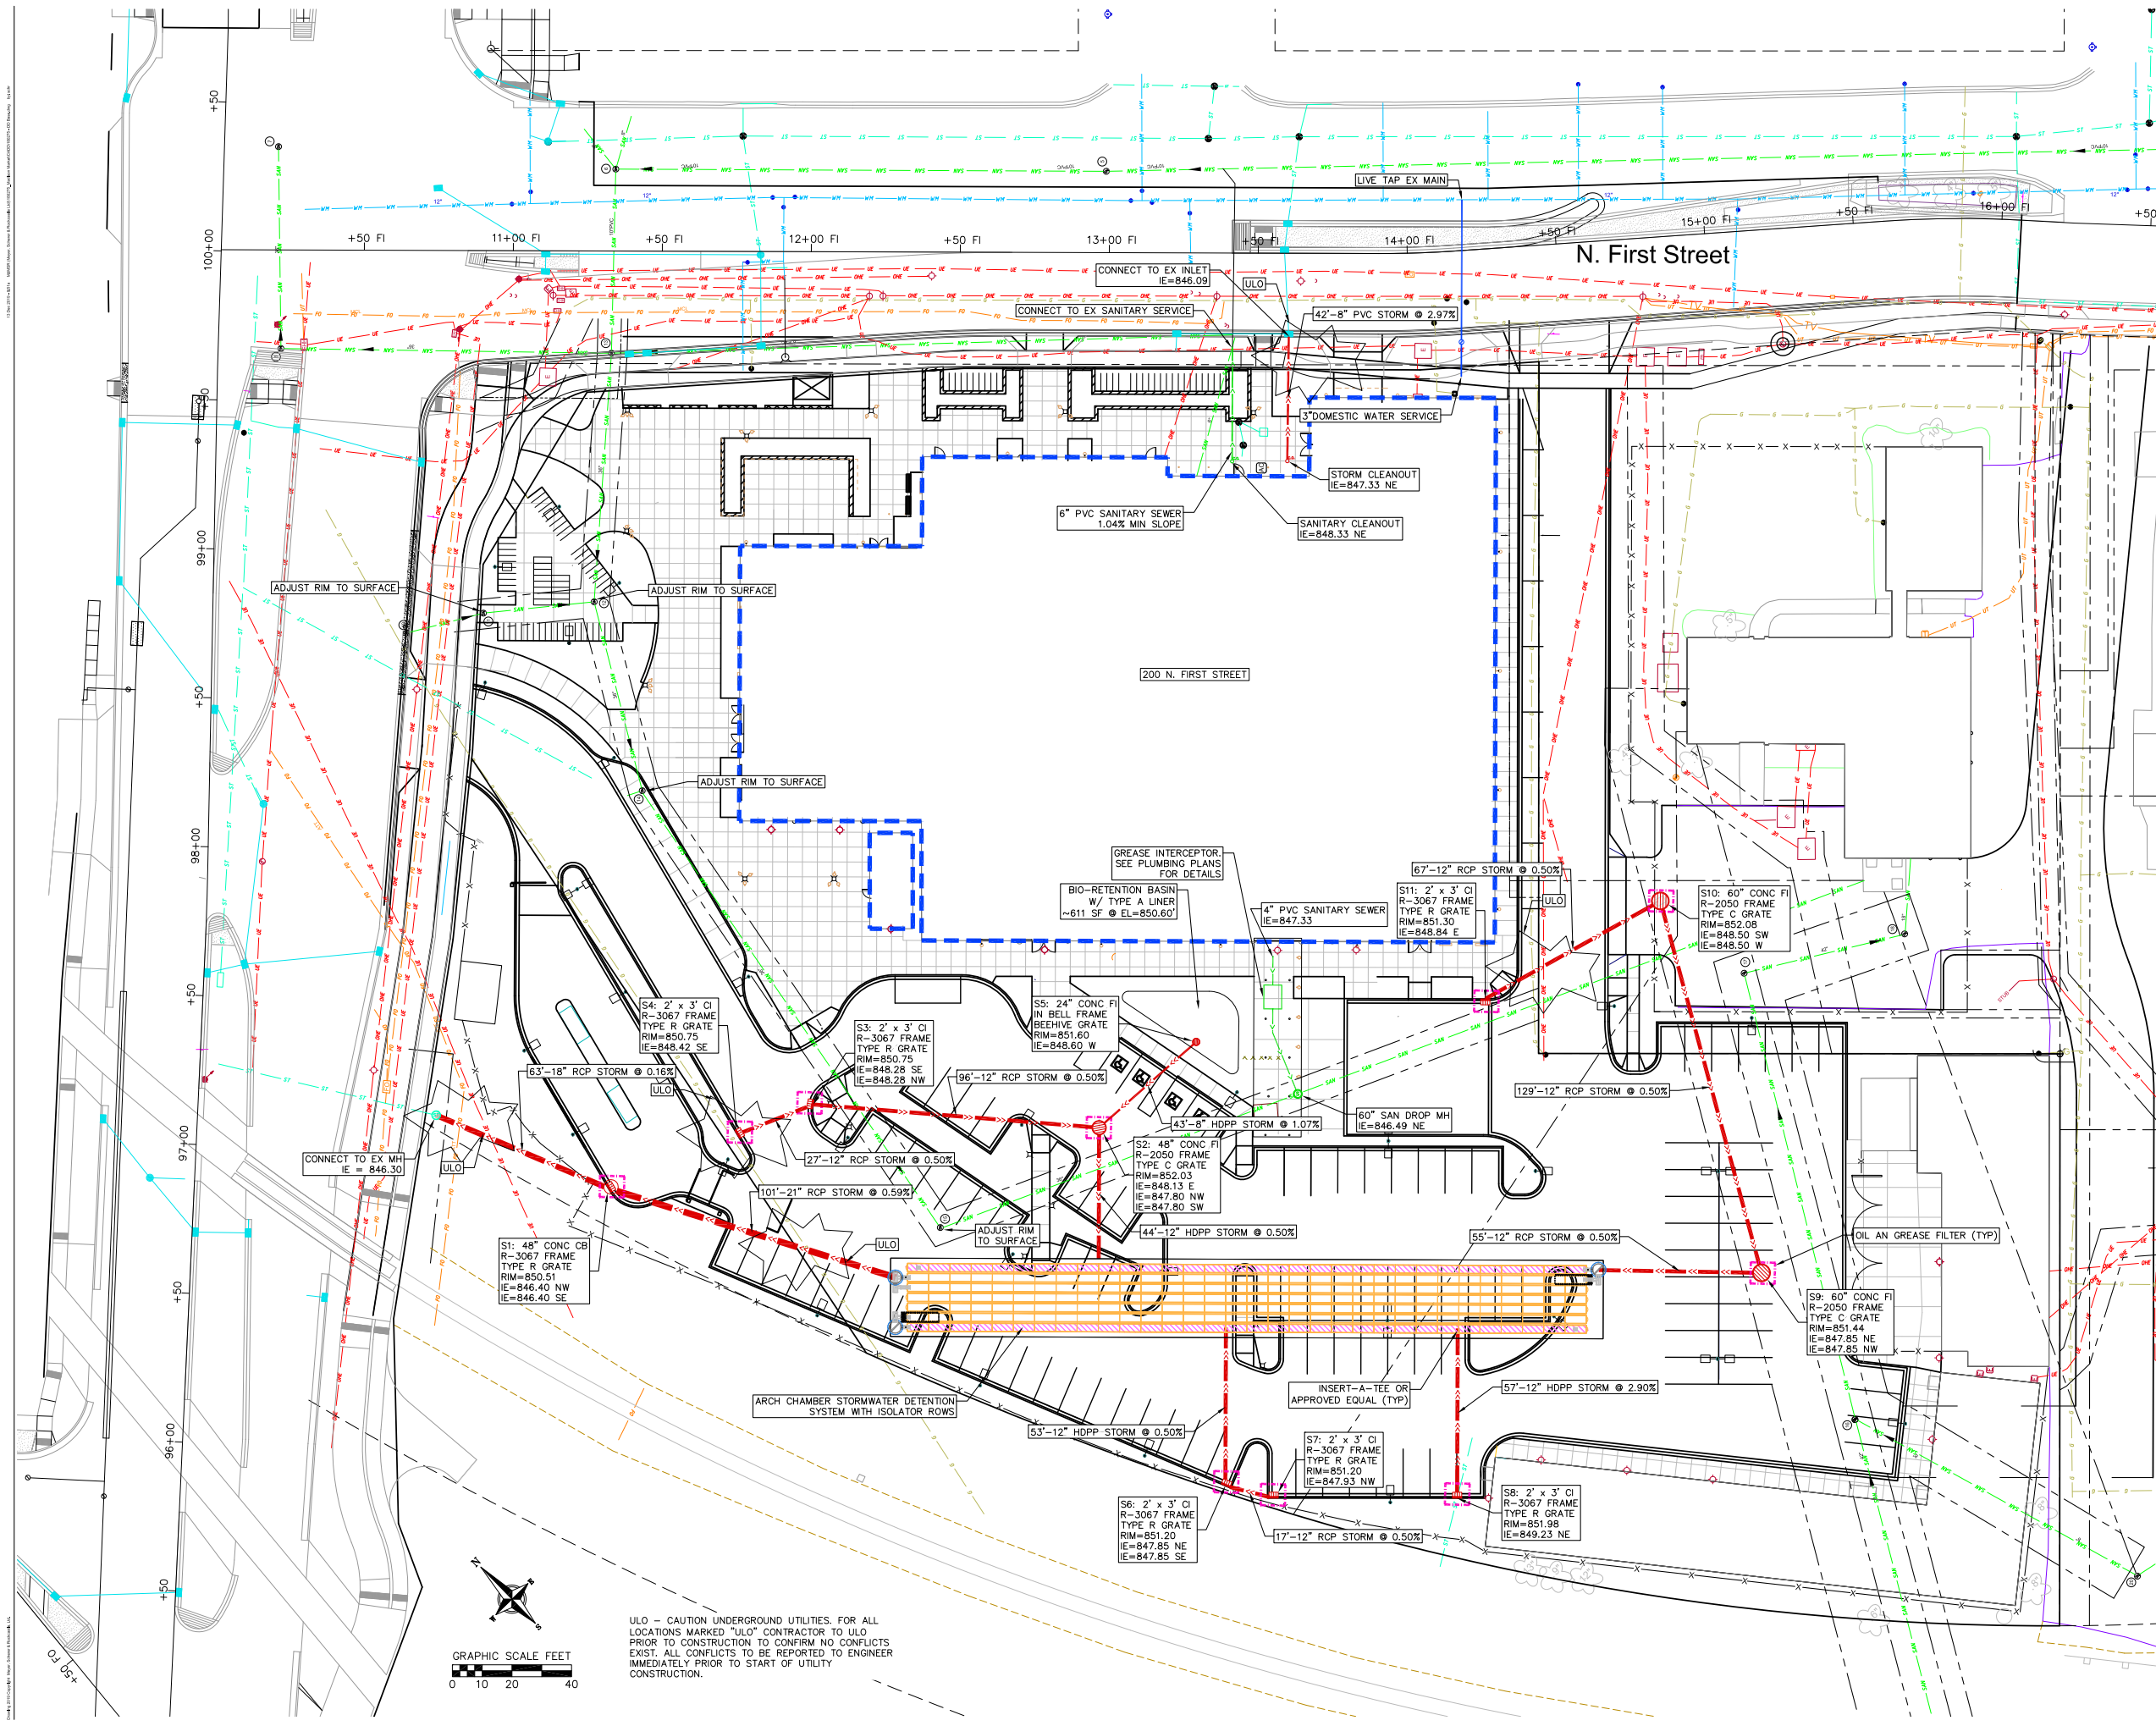 N. First Street
+50
100+00
+50
99+00
+50
98+00
+50
97+00
+50
96+00
+50
+50 FO
+50 FI
11+00 FI
+50 FI
12+00 FI
+50 FI
13+00 FI
+50 FI
14+00 FI
+50 FI
15+00 FI
+50 FI
16+00 FI
+50
LIVE TAP EX MAIN
CONNECT TO EX INLET
IE=846.09
ULO
CONNECT TO EX SANITARY SERVICE
42'-8" PVC STORM @ 2.97%
3"DOMESTIC WATER SERVICE
STORM CLEANOUT
IE=847.33 NE
6" PVC SANITARY SEWER
1.04% MIN SLOPE
SANITARY CLEANOUT
IE=848.33 NE
ADJUST RIM TO SURFACE
ADJUST RIM TO SURFACE
200 N. FIRST STREET
ADJUST RIM TO SURFACE
GREASE INTERCEPTOR.
SEE PLUMBING PLANS
FOR DETAILS
BIO-RETENTION BASIN
W/ TYPE A LINER
~611 SF @ EL=850.60'
4" PVC SANITARY SEWER
IE=847.33
67'-12" RCP STORM @ 0.50%
S11: 2' x 3' CI
R-3067 FRAME
TYPE R GRATE
RIM=851.30
IE=848.84 E
ULO
S10: 60" CONC FI
R-2050 FRAME
TYPE C GRATE
RIM=852.08
IE=848.50 SW
IE=848.50 W
S4: 2' x 3' CI
R-3067 FRAME
TYPE R GRATE
RIM=850.75
IE=848.42 SE
S3: 2' x 3' CI
R-3067 FRAME
TYPE R GRATE
RIM=850.75
IE=848.28 SE
IE=848.28 NW
S5: 24" CONC FI
IN BELL FRAME
BEEHIVE GRATE
RIM=851.60
IE=848.60 W
63'-18" RCP STORM @ 0.16%
ULO
96'-12" RCP STORM @ 0.50%
129'-12" RCP STORM @ 0.50%
43'-8" HDPP STORM @ 1.07%
60" SAN DROP MH
IE=846.49 NE
CONNECT TO EX MH
IE = 846.30
ULO
27'-12" RCP STORM @ 0.50%
S2: 48" CONC FI
R-2050 FRAME
TYPE C GRATE
RIM=852.03
IE=848.13 E
IE=847.80 NW
IE=847.80 SW
101'-21" RCP STORM @ 0.59%
ADJUST RIM
TO SURFACE
44'-12" HDPP STORM @ 0.50%
55'-12" RCP STORM @ 0.50%
OIL AN GREASE FILTER (TYP)
ULO
S1: 48" CONC CB
R-3067 FRAME
TYPE R GRATE
RIM=850.51
IE=846.40 NW
IE=846.40 SE
S9: 60" CONC FI
R-2050 FRAME
TYPE C GRATE
RIM=851.44
IE=847.85 NE
IE=847.85 NW
ARCH CHAMBER STORMWATER DETENTION
SYSTEM WITH ISOLATOR ROWS
INSERT-A-TEE OR
APPROVED EQUAL (TYP)
57'-12" HDPP STORM @ 2.90%
53'-12" HDPP STORM @ 0.50%
S7: 2' x 3' CI
R-3067 FRAME
TYPE R GRATE
RIM=851.20
IE=847.93 NW
S6: 2' x 3' CI
R-3067 FRAME
TYPE R GRATE
RIM=851.20
IE=847.85 NE
IE=847.85 SE
17'-12" RCP STORM @ 0.50%
S8: 2' x 3' CI
R-3067 FRAME
TYPE R GRATE
RIM=851.98
IE=849.23 NE
GRAPHIC SCALE FEET
0 10 20 40
ULO - CAUTION UNDERGROUND UTILITIES. FOR ALL
LOCATIONS MARKED "ULO" CONTRACTOR TO ULO
PRIOR TO CONSTRUCTION TO CONFIRM NO CONFLICTS
EXIST. ALL CONFLICTS TO BE REPORTED TO ENGINEER
IMMEDIATELY PRIOR TO START OF UTILITY
CONSTRUCTION.